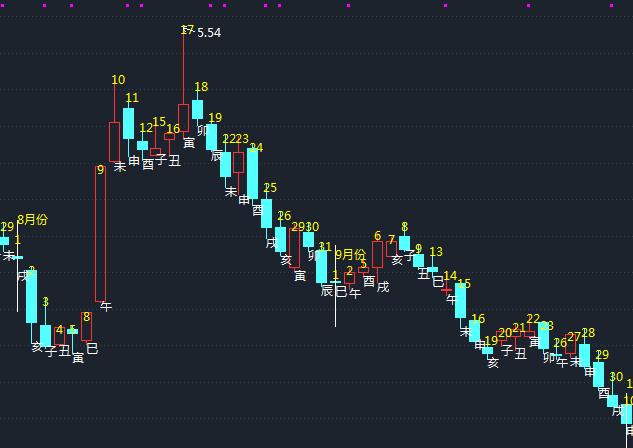 29
未
8月份
1
戌
2
亥
3
子
4
丑
5
寅
8
巳
9
午
10
未
11
申
12
酉
15
子
16
丑
17
5.54
寅
18
卯
19
辰
22
未
23
申
24
酉
25
戌
26
亥
29
寅
30
卯
31
辰
9月份
1
巳
2
午
5
酉
6
戌
7
亥
8
子
9
丑
13
巳
14
午
15
未
16
申
19
亥
20
子
21
丑
22
寅
23
卯
26
午
27
未
28
申
29
酉
30
戌
10